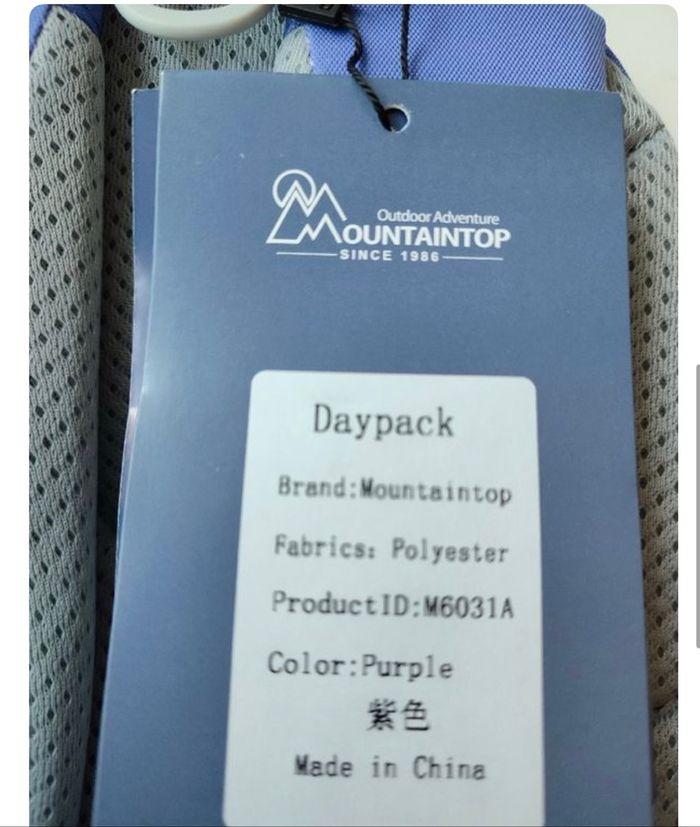 Outdoor Adventure
MOUNTAINTOP
SINCE 1986
Daypack
Brand:Mountaintop
Fabrics: Polyester
ProductID:M6031A
Color:Purple
紫色
Made in China